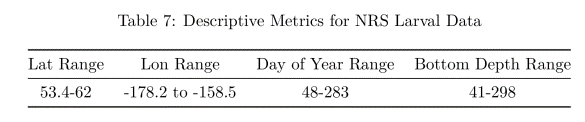 Table 7: Descriptive Metrics for NRS Larval Data
Lat Range Lon Range Day of Year Range Bottom Depth Range
53.4-62 -178.2 to -158.5 48-283 41-298